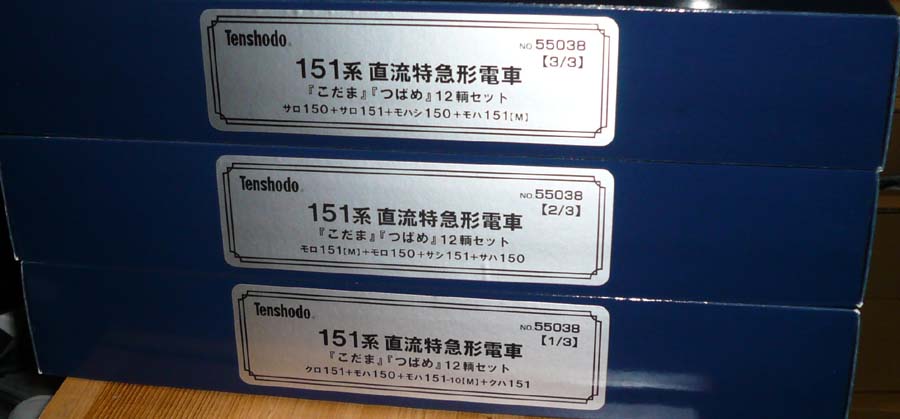 Tenshodo®
NO.55038
【3/3】
151系 直流特急形電車
『こだま』『つばめ』12輌セット
サロ150+サロ151+モハシ150+モハ151[M]
Tenshodo®
NO.55038
【2/3】
151系 直流特急形電車
『こだま』『つばめ』12輌セット
モロ151[M]+モロ150+サシ151+サハ150
Tenshodo®
NO.55038
【1/3】
151系 直流特急形電車
『こだま』『つばめ』12輌セット
クロ151+モハ150+モハ151-10[M]+クハ151